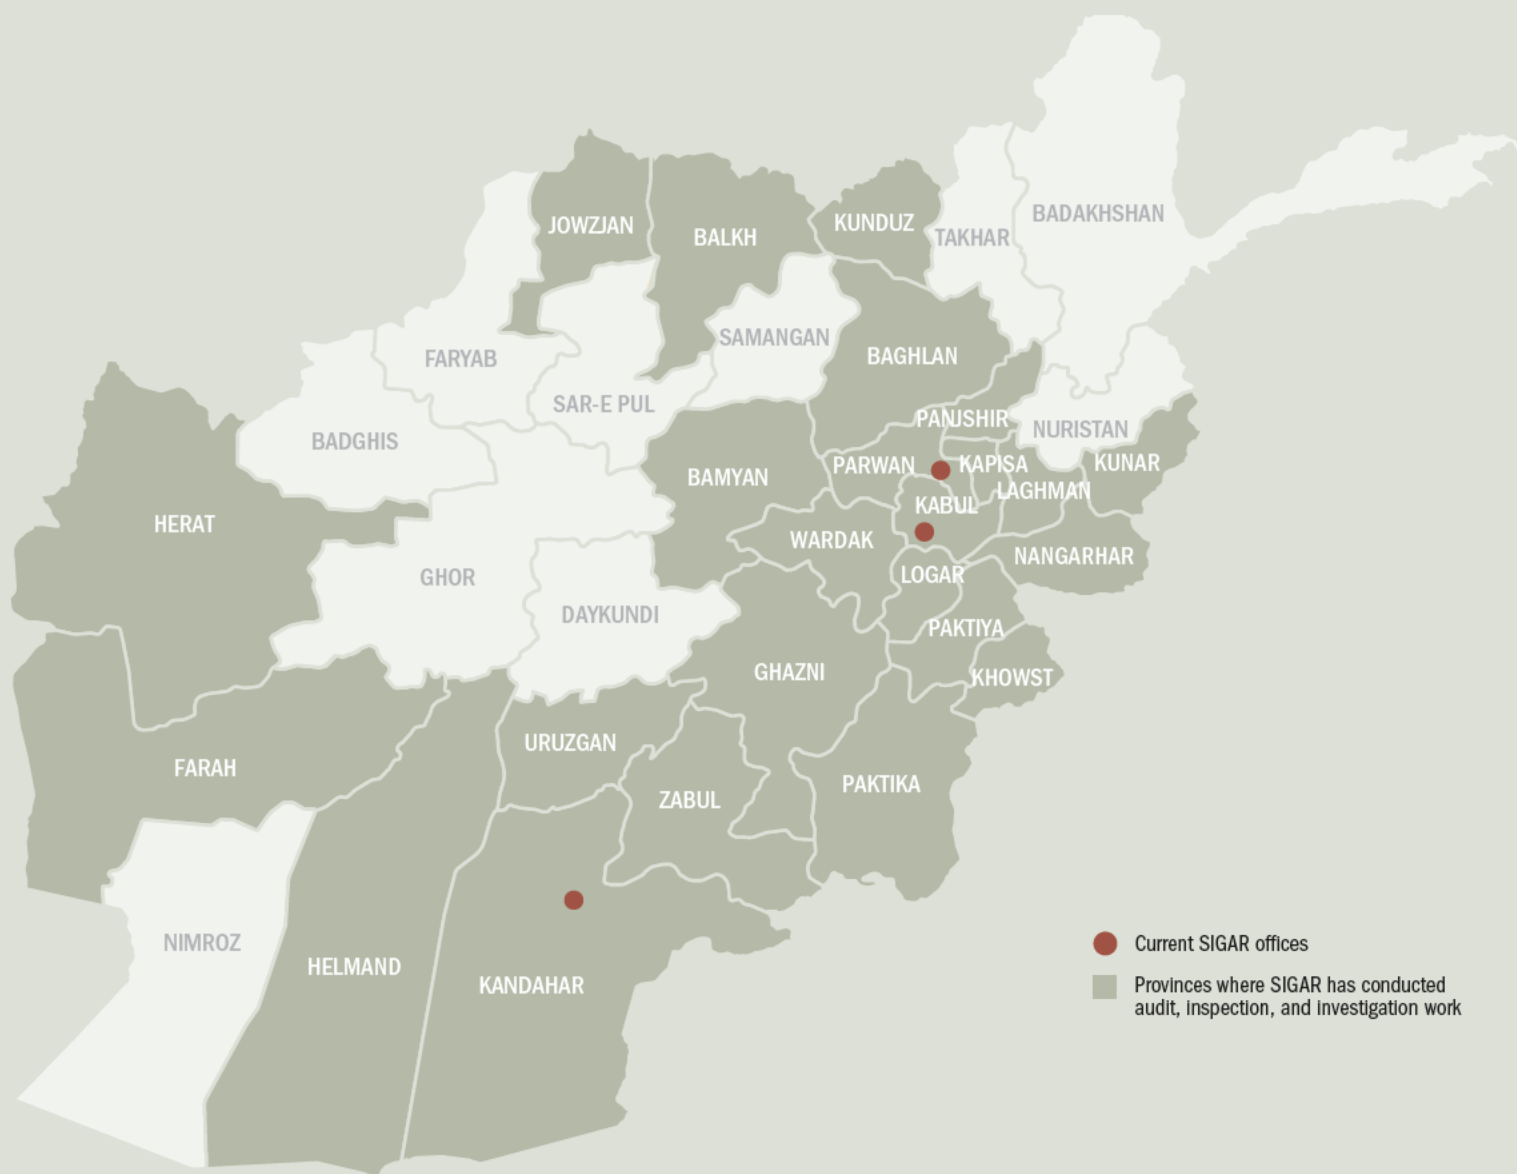 JOWZJAN
BALKH
KUNDUZ
TAKHAR
BADAKHSHAN
FARYAB
SAMANGAN
BAGHLAN
SAR-E PUL
PANJSHIR
NURISTAN
BADGHIS
BAMYAN
PARWAN
KAPISA
KUNAR
LAGHMAN
KABUL
HERAT
WARDAK
NANGARHAR
GHOR
LOGAR
DAYKUNDI
PAKTIYA
GHAZNI
KHOWST
URUZGAN
FARAH
ZABUL
PAKTIKA
NIMROZ
HELMAND
KANDAHAR
Current SIGAR offices
Provinces where SIGAR has conducted
audit, inspection, and investigation work